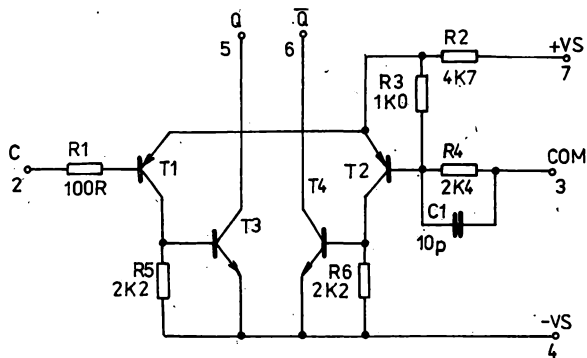 Q
5
Q̅
6
R2
4K7
+VS
7
R3
1K0
C
2
R1
100R
T1
T2
R4
2K4
COM
3
T4
T3
C1
10p
R5
2K2
R6
2K2
-VS
4